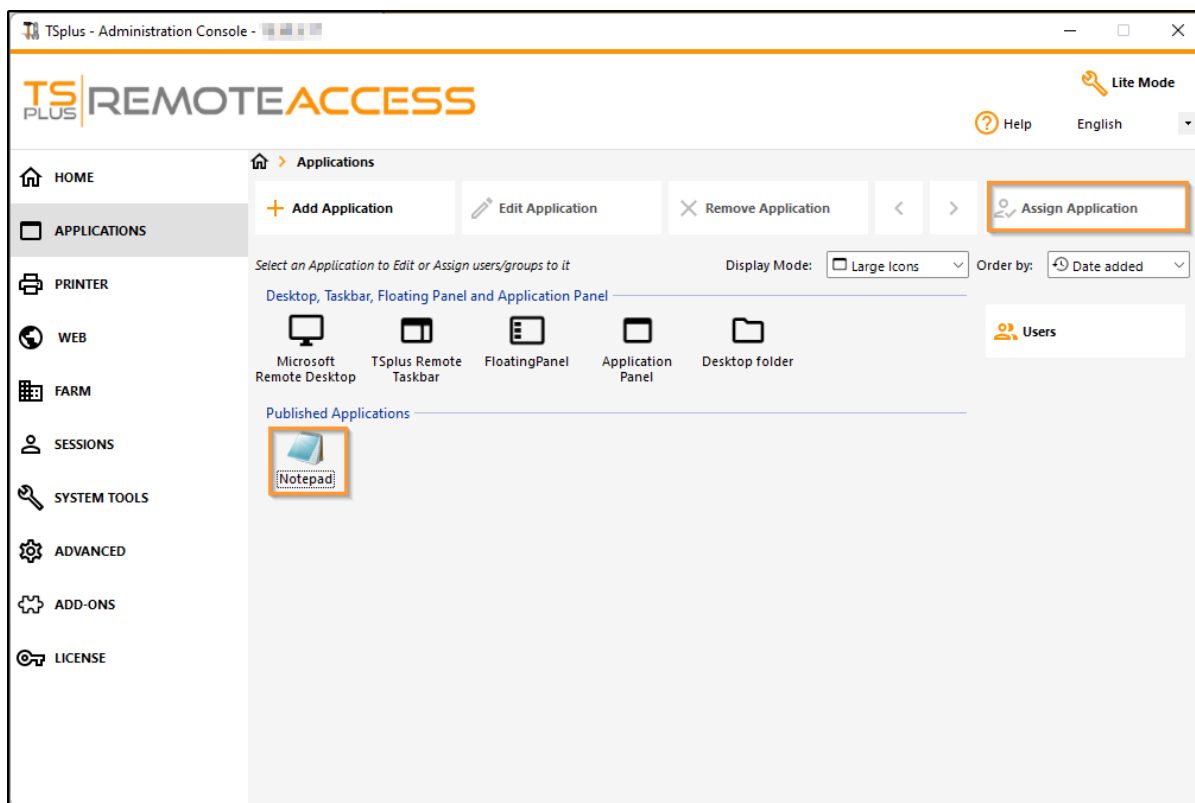 TSplus - Administration Console -
TS PLUS REMOTEACCESS
Lite Mode
Help English
HOME
APPLICATIONS
PRINTER
WEB
FARM
SESSIONS
SYSTEM TOOLS
ADVANCED
ADD-ONS
LICENSE
Applications
Add Application Edit Application Remove Application Assign Application
Select an Application to Edit or Assign users/groups to it Display Mode: Large Icons Order by: Date added
Desktop, Taskbar, Floating Panel and Application Panel
Microsoft Remote Desktop
TSplus Remote Taskbar
FloatingPanel
Application Panel
Desktop folder
Users
Published Applications
Notepad